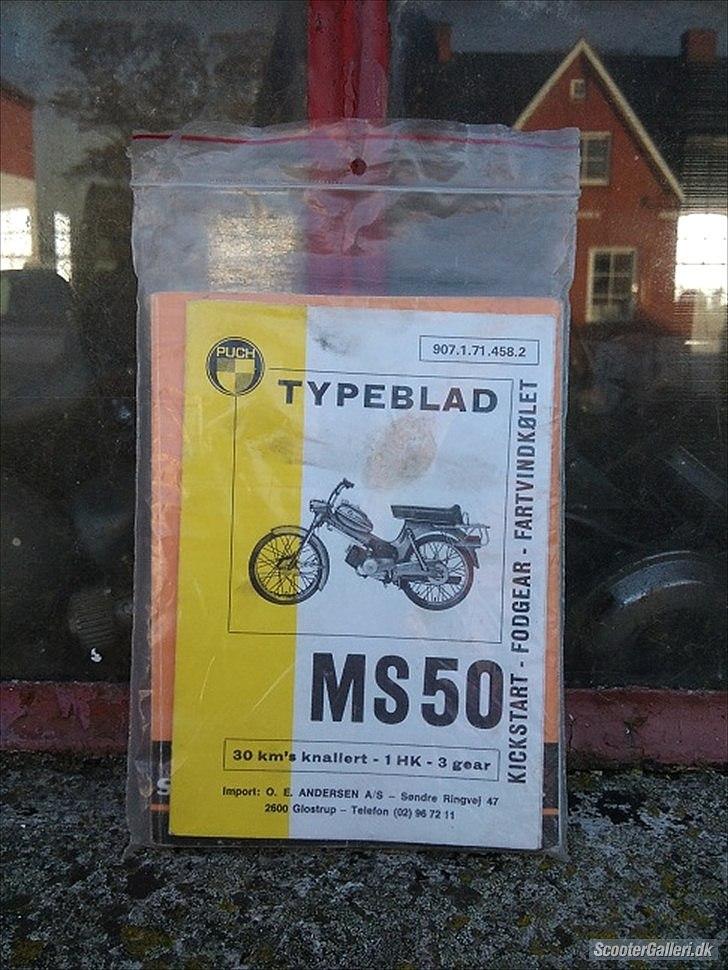 PUCH
907.1.71.458.2
TYPEBLAD
KICKSTART - FODGEAR - FARTVINDKØLET
MS50
30 km's knallert - 1 HK - 3 gear
Import: O. E. ANDERSEN A/S - Søndre Ringvej 47
2600 Glostrup - Telefon (02) 96 72 11
S
ScooterGalleri.dk